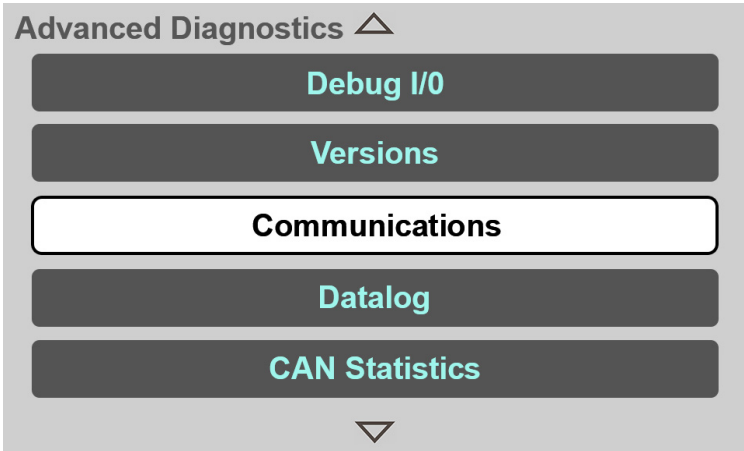 Advanced Diagnostics
Debug I/0
Versions
Communications
Datalog
CAN Statistics